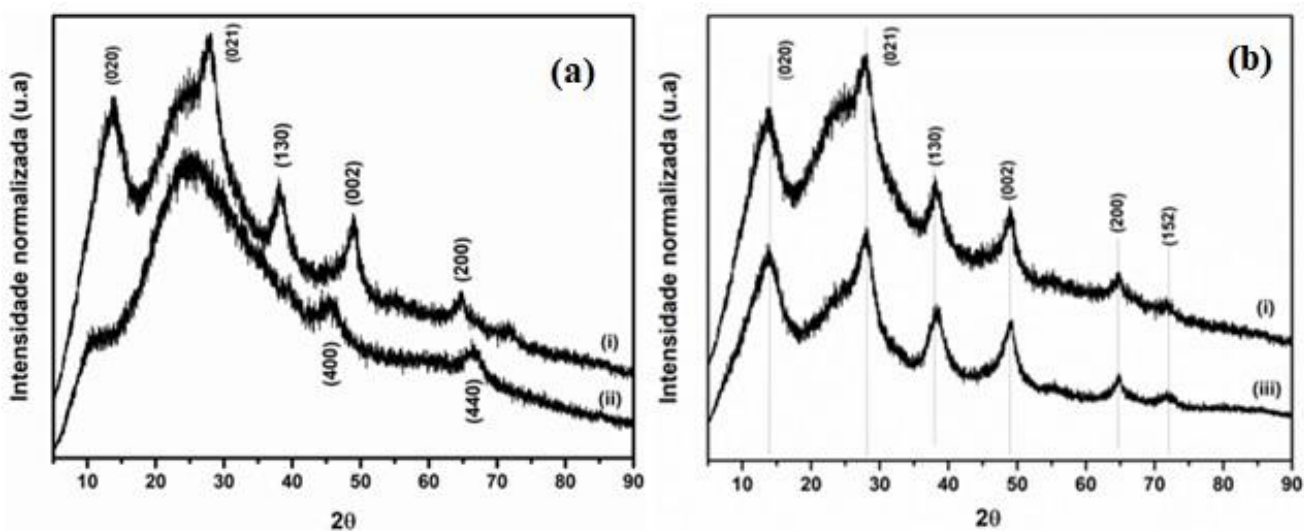 (a)
Intensidade normalizada (u.a)
(020)
(021)
(130)
(002)
(200)
(i)
(400)
(440)
(ii)
10 20 30 40 50 60 70 80 90
2θ
(b)
Intensidade normalizada (u.a)
(020)
(021)
(130)
(002)
(200)
(152)
(i)
(iii)
10 20 30 40 50 60 70 80 90
2θ